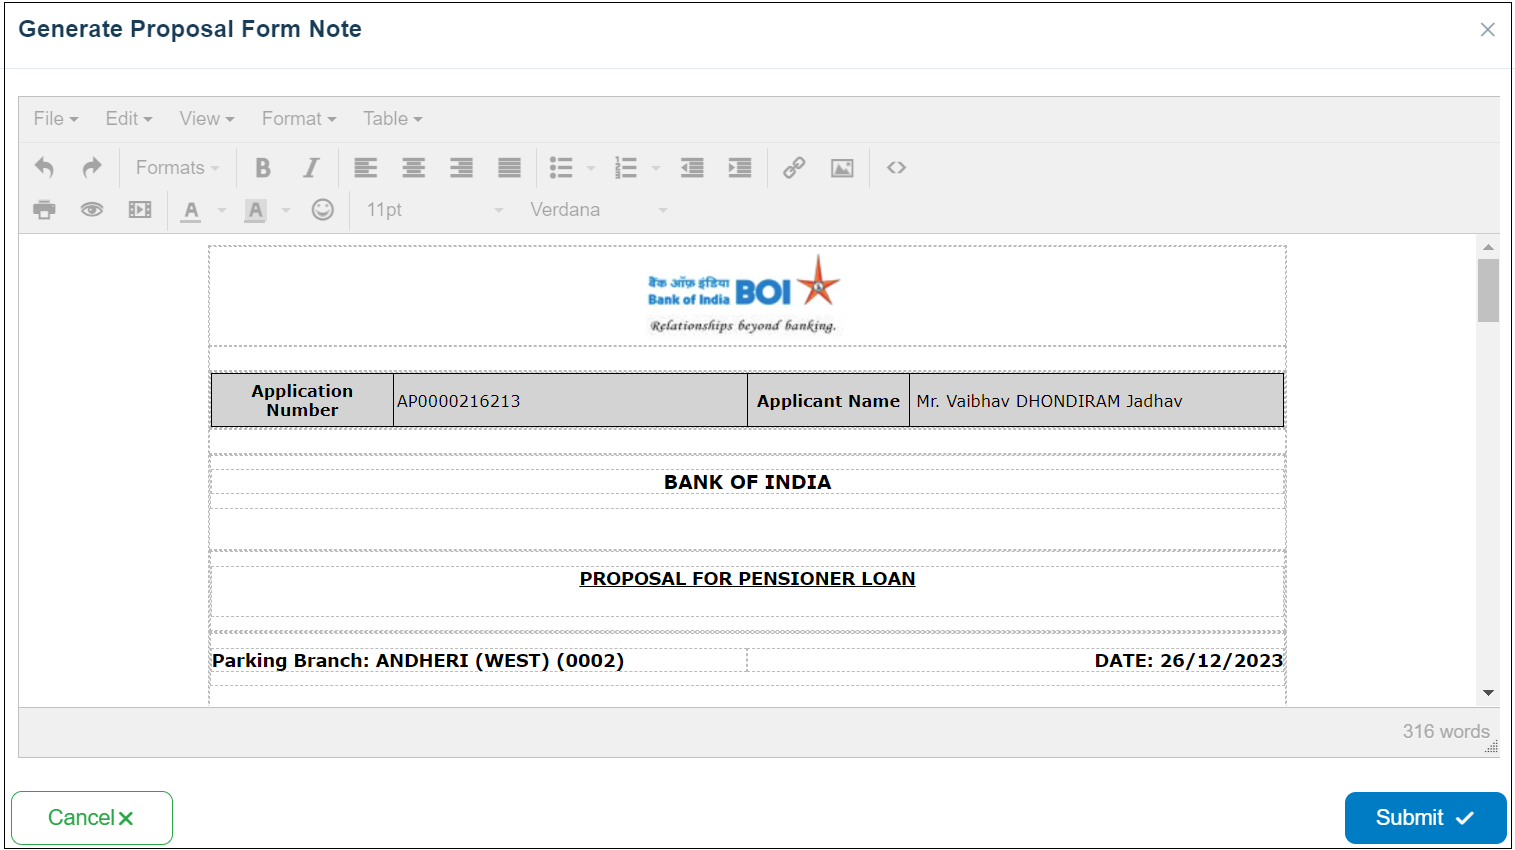 Generate Proposal Form Note
File Edit View Format Table
Formats B I
A A 11pt Verdana
बैंक ऑफ़ इंडिया
Bank of India BOI
Relationships beyond banking.
Application Number AP0000216213 Applicant Name Mr. Vaibhav DHONDIRAM Jadhav
BANK OF INDIA
PROPOSAL FOR PENSIONER LOAN
Parking Branch: ANDHERI (WEST) (0002) DATE: 26/12/2023
316 words
Cancel Submit